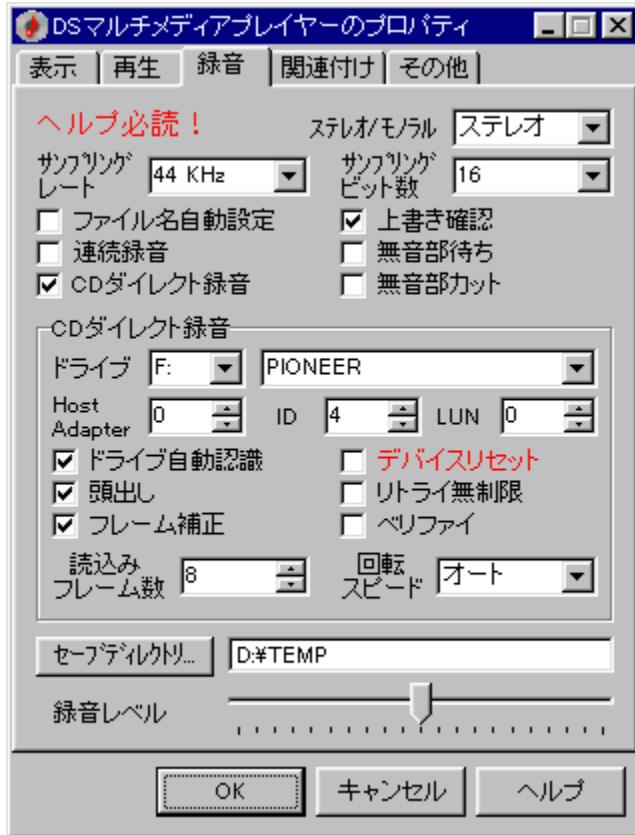 DSマルチメディアプレイヤーのプロパティ
表示 再生 録音 関連付け その他
ヘルプ必読！
ステレオ/モノラル ステレオ
サンプリング
レート
44 KHz
サンプリング
ビット数
16
ファイル名自動設定 上書き確認
連続録音 無音部待ち
CDダイレクト録音 無音部カット
CDダイレクト録音
ドライブ F: PIONEER
Host
Adapter
0 ID 4 LUN 0
ドライブ自動認識 デバイスリセット
頭出し リトライ無制限
フレーム補正 ベリファイ
読込み
フレーム数
8
回転
スピード
オート
セーブディレクトリ... D:¥TEMP
録音レベル
OK キャンセル ヘルプ